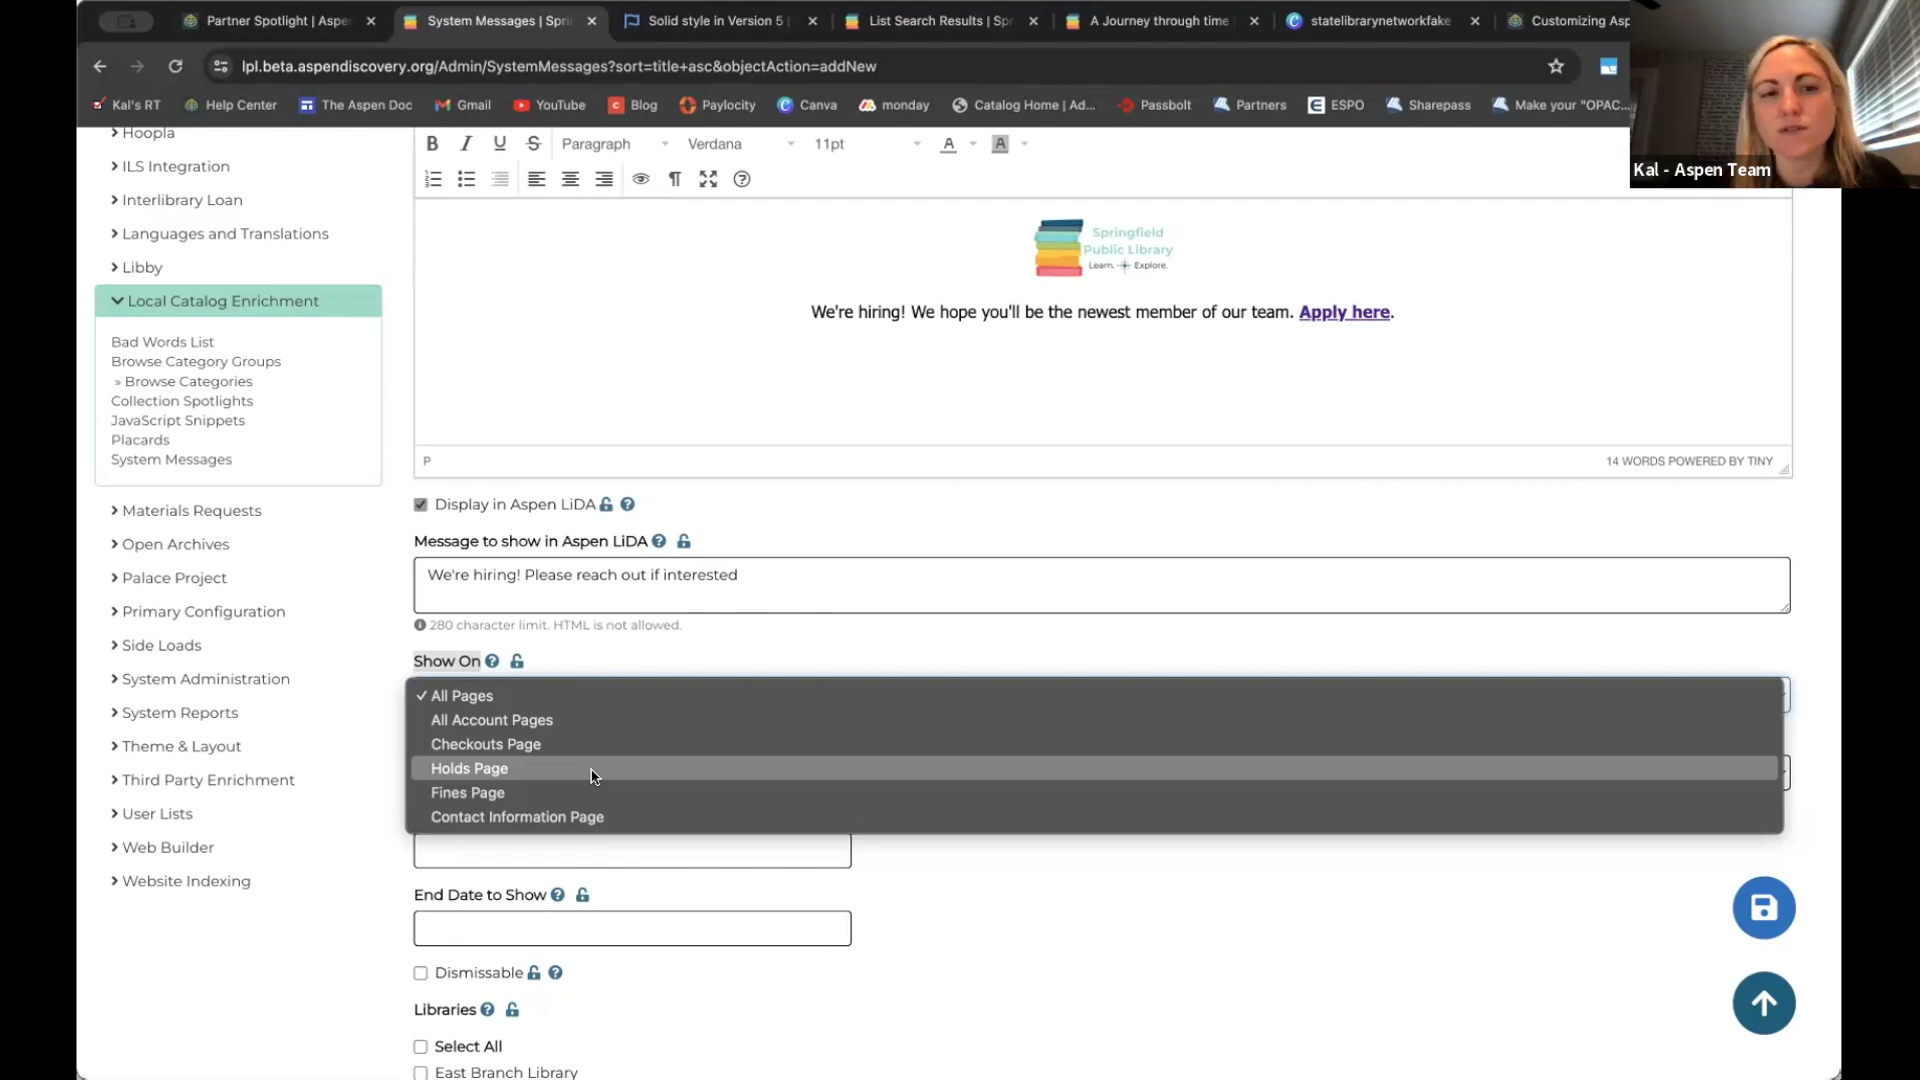 Partner Spotlight | Asper
System Messages | Spri
Solid style in Version 5 |
List Search Results | Spr
A Journey through time
statelibrarynetworkfake
Customizing Asp
lpl.beta.aspendiscovery.org/Admin/SystemMessages?sort=title+asc&objectAction=addNew
Kal's RT
Help Center
The Aspen Doc
Gmail
YouTube
Blog
Paylocity
Canva
monday
Catalog Home | Ad...
Passbolt
Partners
ESPO
Sharepass
Make your "OPAC...
Kal - Aspen Team
Hoopla
ILS Integration
Interlibrary Loan
Languages and Translations
Libby
Local Catalog Enrichment
Bad Words List
Browse Category Groups
» Browse Categories
Collection Spotlights
JavaScript Snippets
Placards
System Messages
Materials Requests
Open Archives
Palace Project
Primary Configuration
Side Loads
System Administration
System Reports
Theme & Layout
Third Party Enrichment
User Lists
Web Builder
Website Indexing
B I U S Paragraph Verdana 11pt A A
Springfield
Public Library
Learn. Explore.
We're hiring! We hope you'll be the newest member of our team. Apply here.
P
14 WORDS POWERED BY TINY
Display in Aspen LiDA
Message to show in Aspen LiDA
We're hiring! Please reach out if interested
280 character limit. HTML is not allowed.
Show On
✓ All Pages
All Account Pages
Checkouts Page
Holds Page
Fines Page
Contact Information Page
End Date to Show
Dismissable
Libraries
Select All
East Branch Library